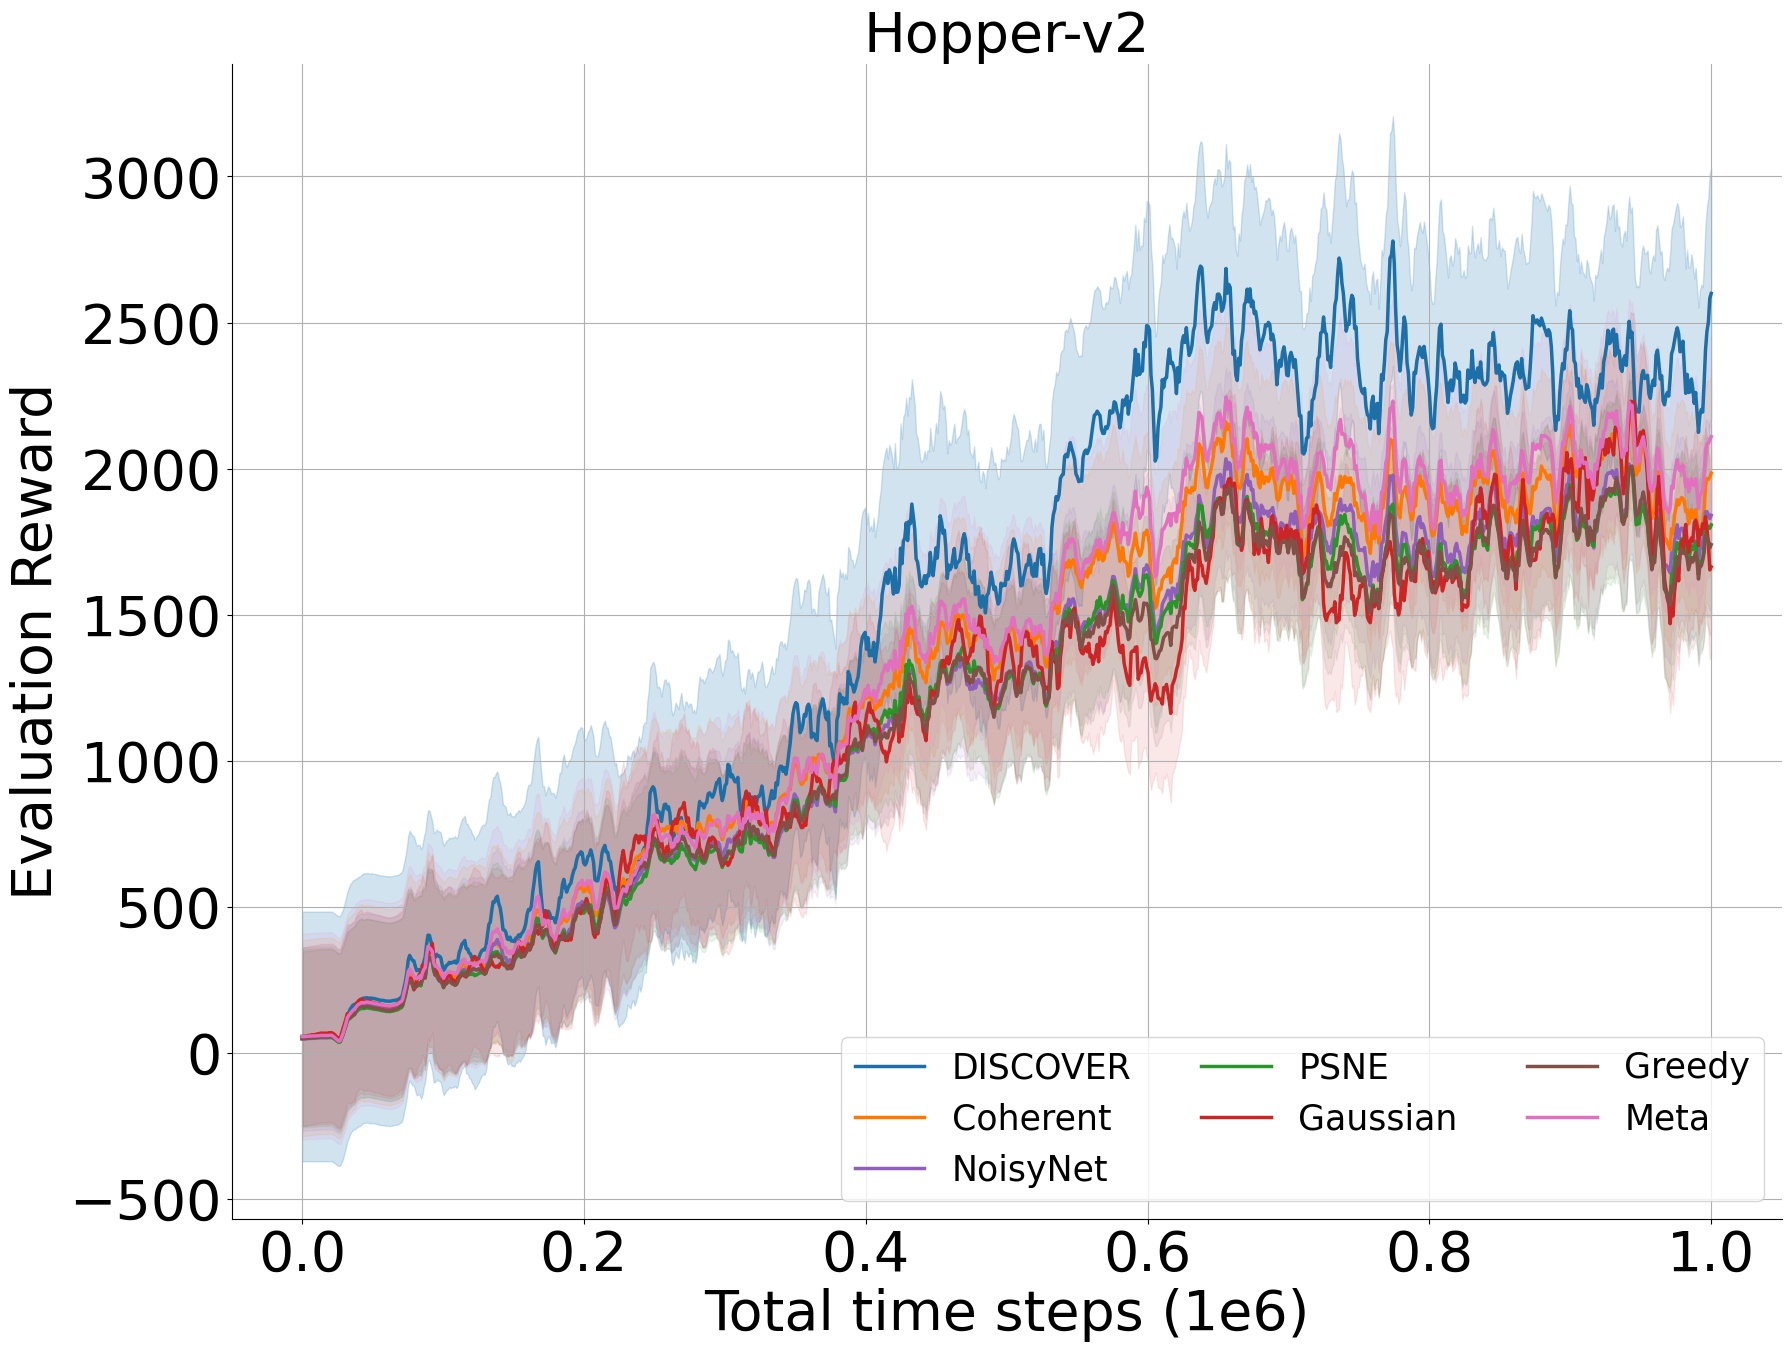 Hopper-v2
Evaluation Reward
3000
2500
2000
1500
1000
500
0
−500
0.0 0.2 0.4 0.6 0.8 1.0
Total time steps (1e6)
DISCOVER PSNE Greedy
Coherent Gaussian Meta
NoisyNet